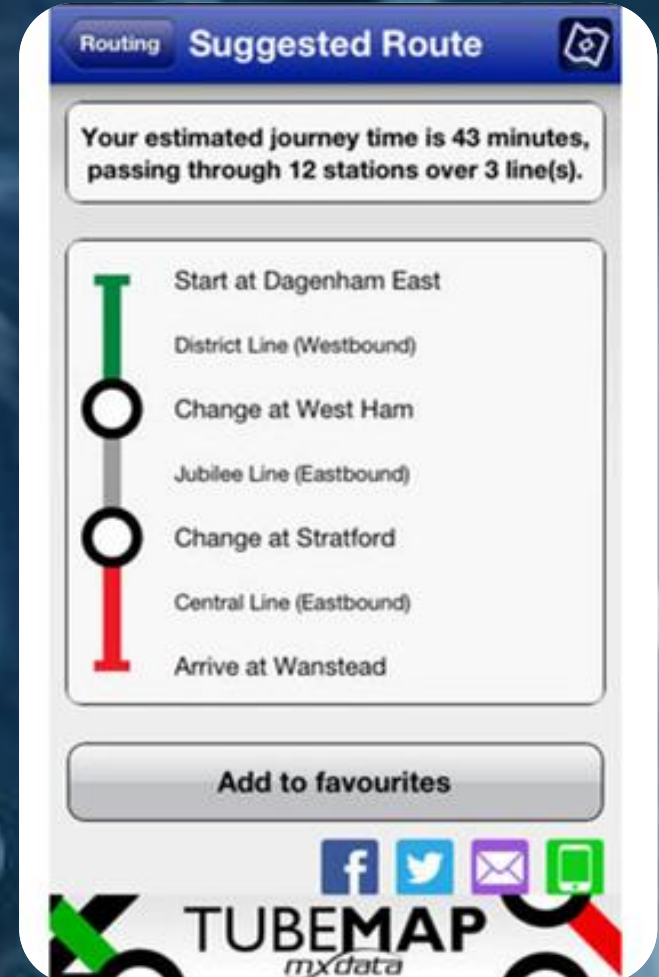 Routing
Suggested Route
Your estimated journey time is 43 minutes,
passing through 12 stations over 3 line(s).
Start at Dagenham East
District Line (Westbound)
Change at West Ham
Jubilee Line (Eastbound)
Change at Stratford
Central Line (Eastbound)
Arrive at Wanstead
Add to favourites
f
TUBEMAP
mxdata